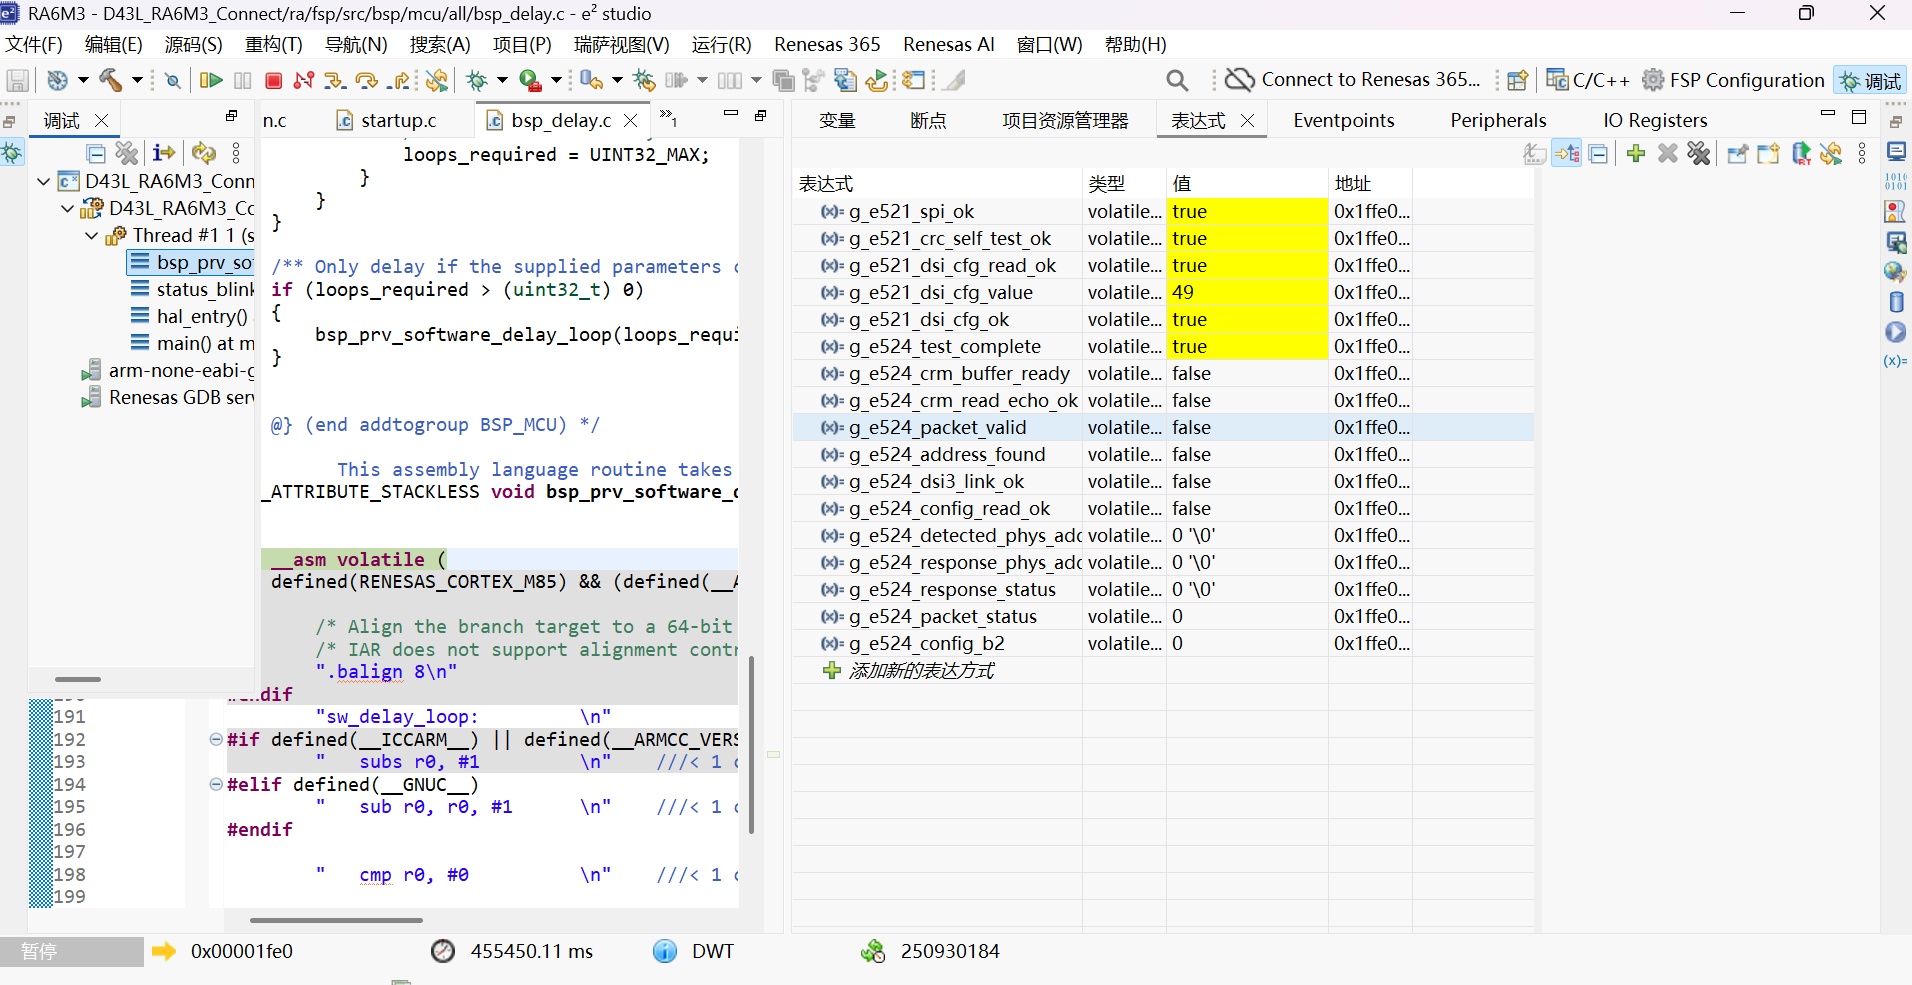 RA6M3 - D43L_RA6M3_Connect/ra/fsp/src/bsp/mcu/all/bsp_delay.c - e² studio
文件(F) 编辑(E) 源码(S) 重构(T) 导航(N) 搜索(A) 项目(P) 瑞萨视图(V) 运行(R) Renesas 365 Renesas AI 窗口(W) 帮助(H)
Connect to Renesas 365... C/C++ FSP Configuration 调试
调试
D43L_RA6M3_Conn
D43L_RA6M3_Cc
Thread #1 1 (s
bsp_prv_so
status_blink
hal_entry()
main() at m
arm-none-eabi-g
Renesas GDB serv
n.c startup.c bsp_delay.c »1
loops_required = UINT32_MAX;
}
}
}
/** Only delay if the supplied parameters c
if (loops_required > (uint32_t) 0)
{
bsp_prv_software_delay_loop(loops_requi
}
@} (end addtogroup BSP_MCU) */
This assembly language routine takes
_ATTRIBUTE_STACKLESS void bsp_prv_software_d
__asm volatile (
defined(RENESAS_CORTEX_M85) && (defined(__A
/* Align the branch target to a 64-bit
/* IAR does not support alignment contr
".balign 8\n"
#endif
191 "sw_delay_loop: \n"
192 #if defined(__ICCARM__) || defined(__ARMCC_VERS
193 " subs r0, #1 \n" ///< 1 c
194 #elif defined(__GNUC__)
195 " sub r0, r0, #1 \n" ///< 1 c
196 #endif
197
198 " cmp r0, #0 \n" ///< 1 c
199
变量 断点 项目资源管理器 表达式 Eventpoints Peripherals IO Registers
表达式 类型 值 地址
(x)= g_e521_spi_ok volatile... true 0x1ffe0...
(x)= g_e521_crc_self_test_ok volatile... true 0x1ffe0...
(x)= g_e521_dsi_cfg_read_ok volatile... true 0x1ffe0...
(x)= g_e521_dsi_cfg_value volatile... 49 0x1ffe0...
(x)= g_e521_dsi_cfg_ok volatile... true 0x1ffe0...
(x)= g_e524_test_complete volatile... true 0x1ffe0...
(x)= g_e524_crm_buffer_ready volatile... false 0x1ffe0...
(x)= g_e524_crm_read_echo_ok volatile... false 0x1ffe0...
(x)= g_e524_packet_valid volatile... false 0x1ffe0...
(x)= g_e524_address_found volatile... false 0x1ffe0...
(x)= g_e524_dsi3_link_ok volatile... false 0x1ffe0...
(x)= g_e524_config_read_ok volatile... false 0x1ffe0...
(x)= g_e524_detected_phys_adc volatile... 0 '\0' 0x1ffe0...
(x)= g_e524_response_phys_adc volatile... 0 '\0' 0x1ffe0...
(x)= g_e524_response_status volatile... 0 '\0' 0x1ffe0...
(x)= g_e524_packet_status volatile... 0 0x1ffe0...
(x)= g_e524_config_b2 volatile... 0 0x1ffe0...
添加新的表达方式
暂停 0x00001fe0 455450.11 ms DWT 250930184